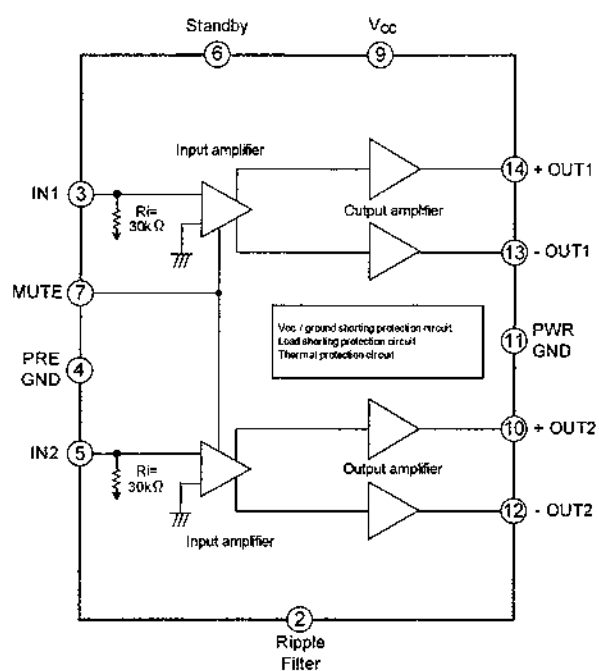 Standby
6
VCC
9
Input amplifier
IN1
3
Ri=
30kΩ
14
+ OUT1
Output amplifier
13
- OUT1
MUTE
7
Vcc / ground shorting protection circuit
Load shorting protection circuit
Thermal protection circuit
11
PWR
GND
PRE
GND
4
IN2
5
Ri=
30kΩ
10
+ OUT2
Output amplifier
12
- OUT2
Input amplifier
2
Ripple
Filter